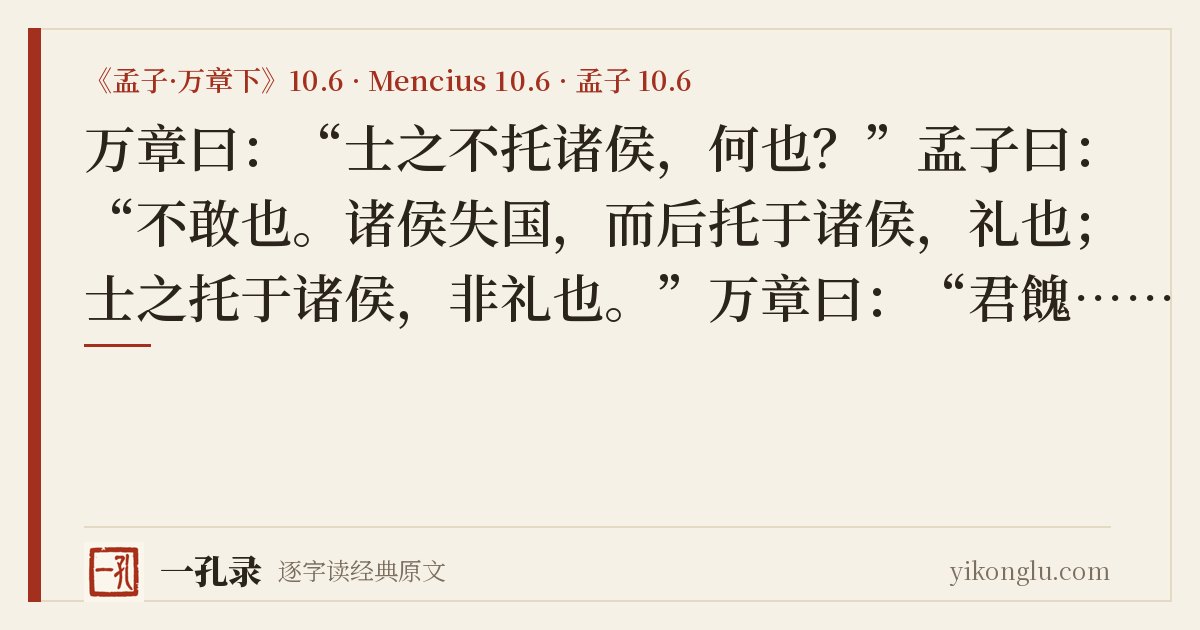 《孟子·万章下》10.6 · Mencius 10.6 · 孟子 10.6
万章曰：“士之不托诸侯，何也？”孟子曰：
“不敢也。诸侯失国，而后托于诸侯，礼也；
士之托于诸侯，非礼也。”万章曰：“君餽……
一孔
一孔录 逐字读经典原文 yikonglu.com